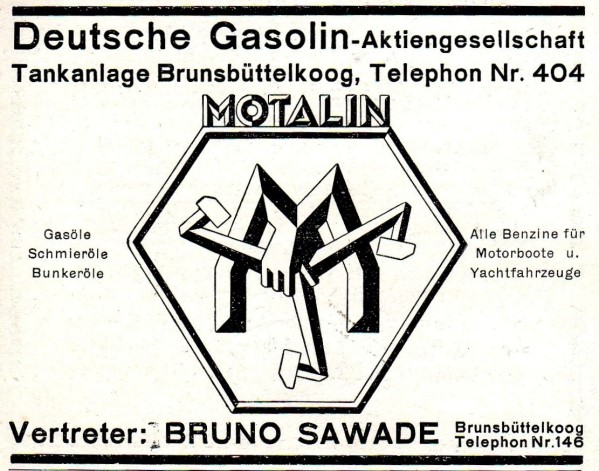 Deutsche Gasolin-Aktiengesellschaft
Tankanlage Brunsbüttelkoog, Telephon Nr. 404
MOTALIN
Gasöle
Schmieröle
Bunkeröle
Alle Benzine für
Motorboote u.
Yachtfahrzeuge
Vertreter: BRUNO SAWADE Brunsbüttelkoog
Telephon Nr.146